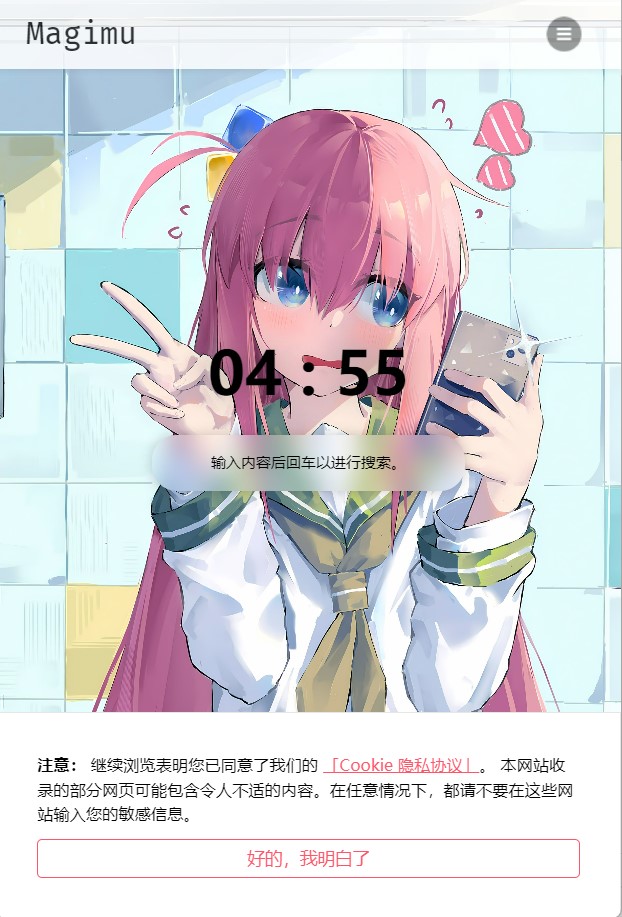 Magimu
04 : 55
输入内容后回车以进行搜索。
注意： 继续浏览表明您已同意了我们的 「Cookie 隐私协议」。 本网站收
录的部分网页可能包含令人不适的内容。在任意情况下，都请不要在这些网
站输入您的敏感信息。
好的，我明白了